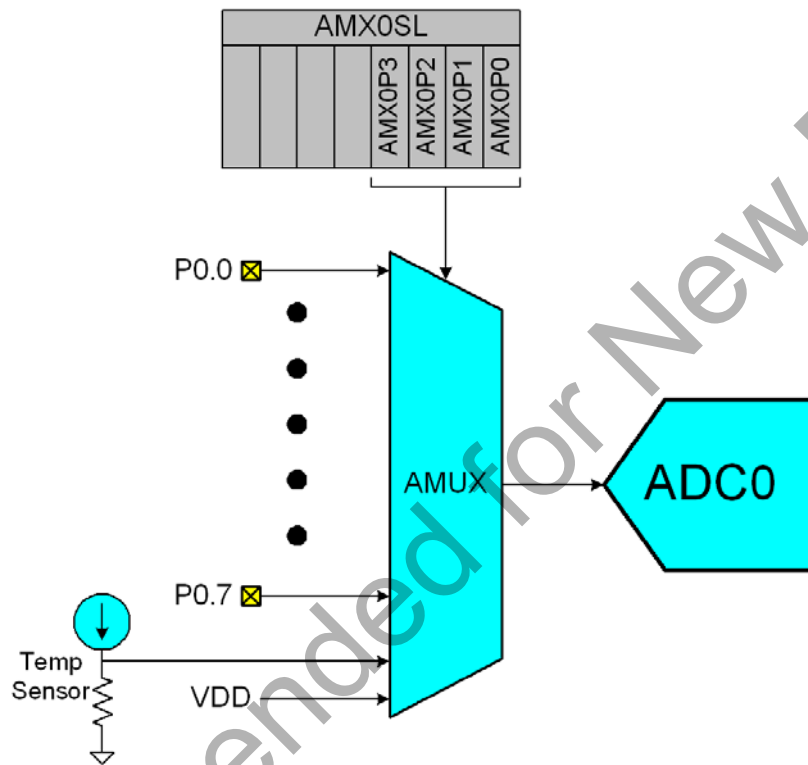 AMX0SL
AMX0P3
AMX0P2
AMX0P1
AMX0P0
P0.0
AMUX
ADC0
P0.7
Temp
Sensor
VDD
ended for New